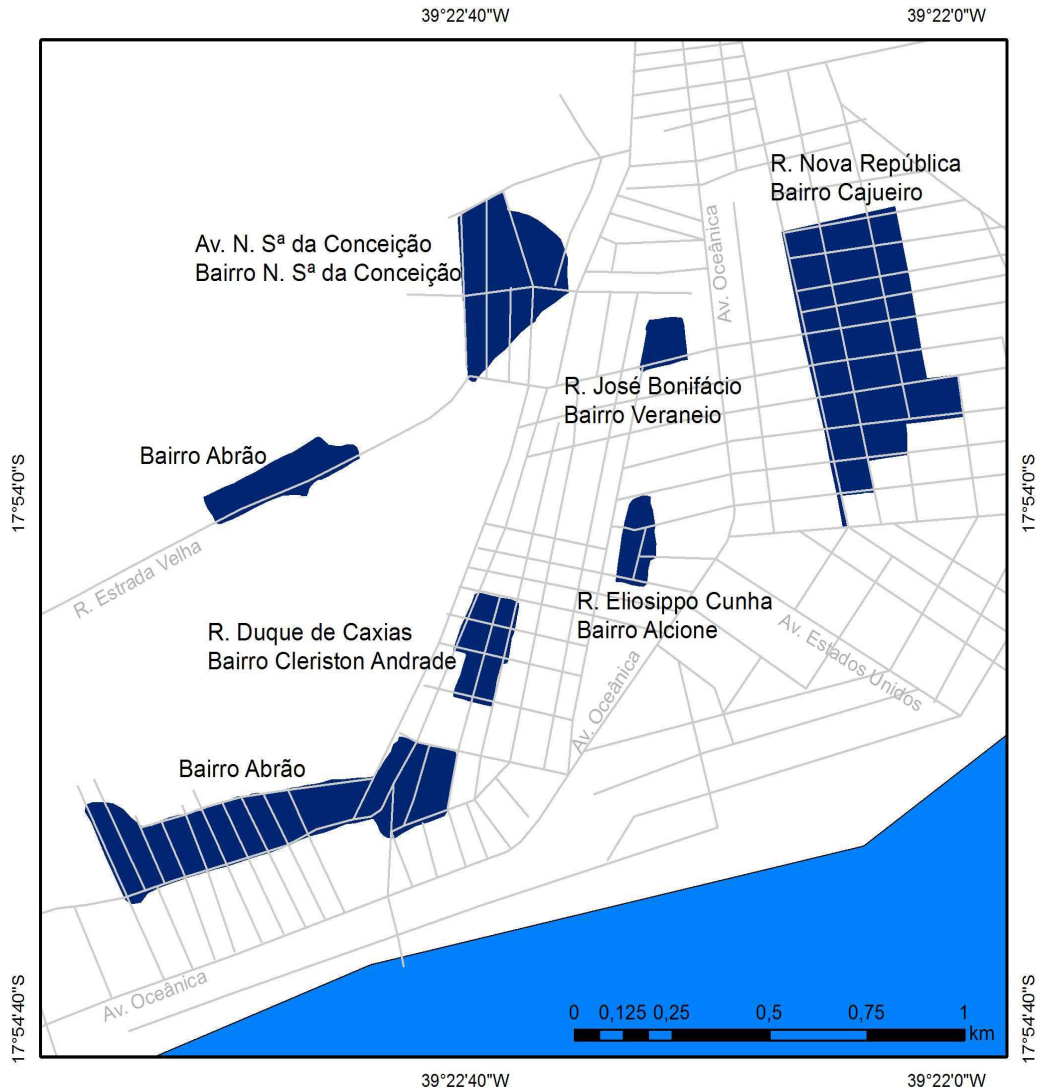 39°22'40"W
39°22'0"W
R. Nova República
Bairro Cajueiro
Av. N. Sª da Conceição
Bairro N. Sª da Conceição
Av. Oceânica
R. José Bonifácio
Bairro Veraneio
Bairro Abrão
17°54'0"S
17°54'0"S
R. Estrada Velha
R. Eliosippo Cunha
Bairro Alcione
R. Duque de Caxias
Bairro Cleriston Andrade
Av. Estados Unidos
Av. Oceânica
Bairro Abrão
Av. Oceânica
17°54'40"S
17°54'40"S
0 0,125 0,25 0,5 0,75 1
km
39°22'40"W
39°22'0"W